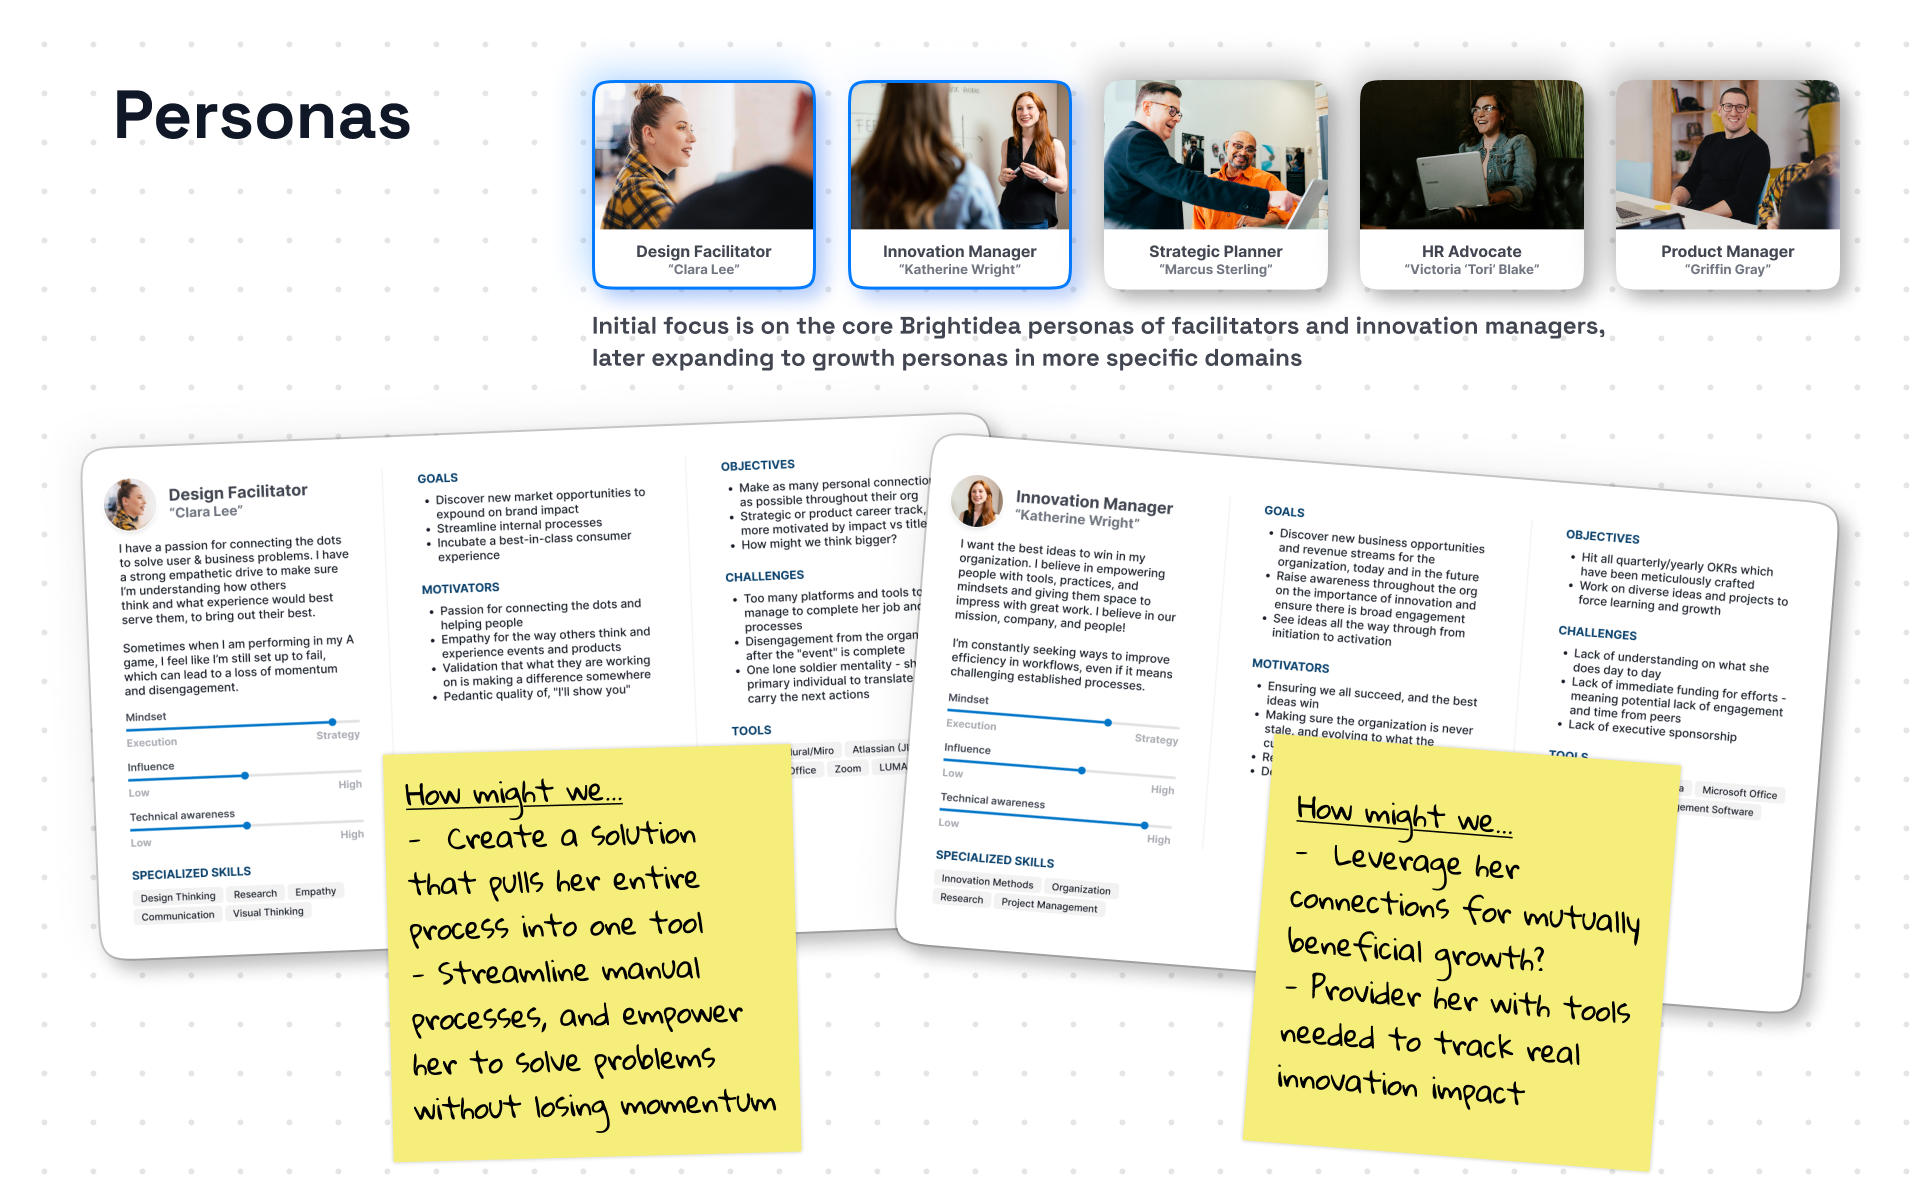 Personas
Design Facilitator
“Clara Lee”
Innovation Manager
“Katherine Wright”
Strategic Planner
“Marcus Sterling”
HR Advocate
“Victoria ‘Tori’ Blake”
Product Manager
“Griffin Gray”
Initial focus is on the core Brightidea personas of facilitators and innovation managers,
later expanding to growth personas in more specific domains
Design Facilitator
“Clara Lee”
I have a passion for connecting the dots
to solve user & business problems. I have
a strong empathetic drive to make sure
I’m understanding how others
think and what experience would best
serve them, to bring out their best.
Sometimes when I am performing in my A
game, I feel like I’m still set up to fail,
which can lead to a loss of momentum
and disengagement.
Mindset
Execution Strategy
Influence
Low High
Technical awareness
Low High
SPECIALIZED SKILLS
Design Thinking Research Empathy
Communication Visual Thinking
GOALS
• Discover new market opportunities to
expound on brand impact
• Streamline internal processes
• Incubate a best-in-class consumer
experience
MOTIVATORS
• Passion for connecting the dots and
helping people
• Empathy for the way others think and
experience events and products
• Validation that what they are working
on is making a difference somewhere
• Pedantic quality of, "I'll show you"
OBJECTIVES
• Make as many personal connection
as possible throughout their org
• Strategic or product career track,
more motivated by impact vs title
• How might we think bigger?
CHALLENGES
• Too many platforms and tools to
manage to complete her job and
processes
• Disengagement from the organ
after the "event" is complete
• One lone soldier mentality - sh
primary individual to translate
carry the next actions
TOOLS
lural/Miro Atlassian (JI
Office Zoom LUMA
How might we...
- Create a solution
that pulls her entire
process into one tool
- Streamline manual
processes, and empower
her to solve problems
without losing momentum
Innovation Manager
“Katherine Wright”
I want the best ideas to win in my
organization. I believe in empowering
people with tools, practices, and
mindsets and giving them space to
impress with great work. I believe in our
mission, company, and people!
I’m constantly seeking ways to improve
efficiency in workflows, even if it means
challenging established processes.
Mindset
Execution Strategy
Influence
Low High
Technical awareness
Low High
SPECIALIZED SKILLS
Innovation Methods Organization
Research Project Management
GOALS
• Discover new business opportunities
and revenue streams for the
organization, today and in the future
• Raise awareness throughout the org
on the importance of innovation and
ensure there is broad engagement
• See ideas all the way through from
initiation to activation
MOTIVATORS
• Ensuring we all succeed, and the best
ideas win
• Making sure the organization is never
stale, and evolving to what the
cu
• Re
• De
OBJECTIVES
• Hit all quarterly/yearly OKRs which
have been meticulously crafted
• Work on diverse ideas and projects to
force learning and growth
CHALLENGES
• Lack of understanding on what she
does day to day
• Lack of immediate funding for efforts -
meaning potential lack of engagement
and time from peers
• Lack of executive sponsorship
TOOLS
a Microsoft Office
gement Software
How might we...
- Leverage her
connections for mutually
beneficial growth?
- Provider her with tools
needed to track real
innovation impact